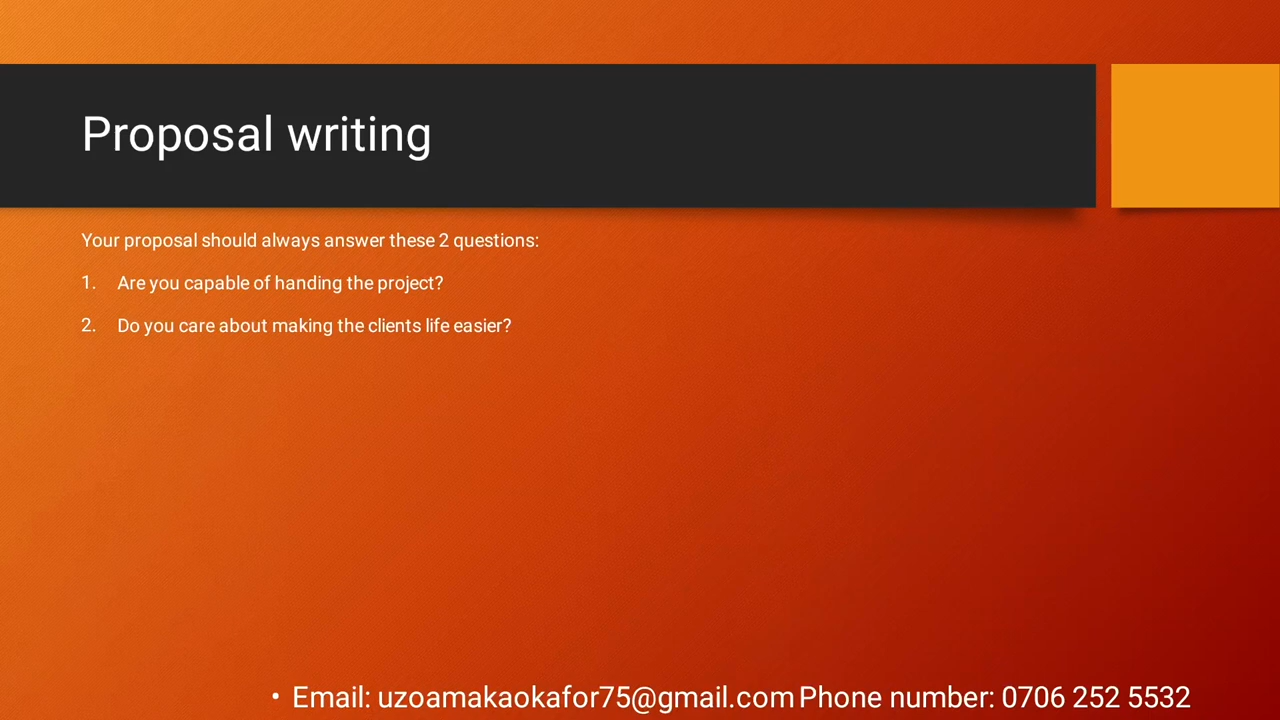 Proposal writing
Your proposal should always answer these 2 questions:
1. Are you capable of handing the project?
2. Do you care about making the clients life easier?
• Email: uzoamakaokafor75@gmail.com Phone number: 0706 252 5532